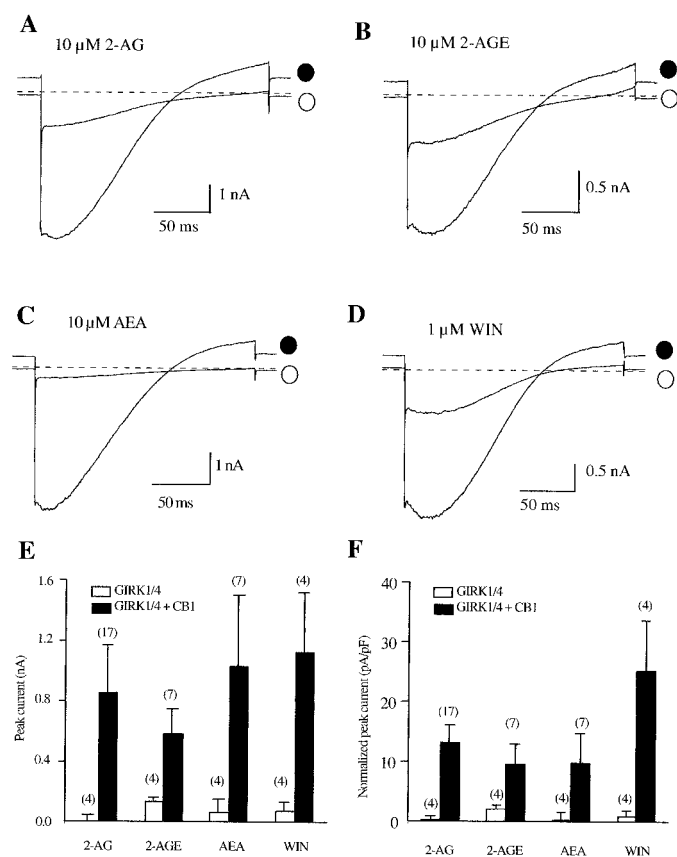 A
10 µM 2-AG
1 nA
50 ms
B
10 µM 2-AGE
0.5 nA
50 ms
C
10 µM AEA
1 nA
50 ms
D
1 µM WIN
0.5 nA
50 ms
E
1.6
1.2
0.8
0.4
0.0
Peak current (nA)
GIRK1/4
GIRK1/4 + CB1
(4)
(17)
(4)
(7)
(4)
(7)
(4)
(4)
2-AG
2-AGE
AEA
WIN
F
40
30
20
10
0
Normalized peak current (pA/pF)
GIRK1/4
GIRK1/4 + CB1
(4)
(17)
(4)
(7)
(4)
(7)
(4)
(4)
2-AG
2-AGE
AEA
WIN